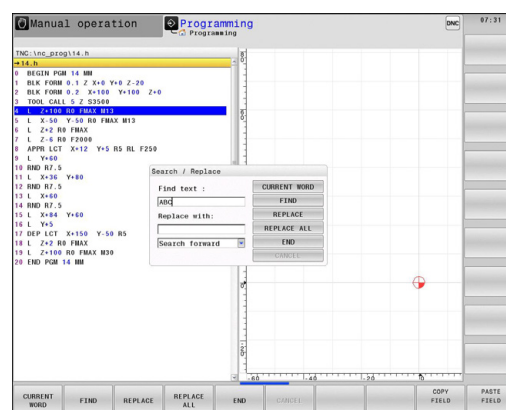 Manual operation
Programming
Programming
DNC
07:31
TNC:\nc_prog\14.h
→14.h
0 BEGIN PGM 14 MM
1 BLK FORM 0.1 Z X+0 Y+0 Z-20
2 BLK FORM 0.2 X+100 Y+100 Z+0
3 TOOL CALL 5 Z S3500
4 L Z+100 R0 FMAX M13
5 L X-50 Y-50 R0 FMAX M13
6 L Z+2 R0 FMAX
7 L Z-6 R0 F2000
8 APPR LCT X+12 Y+5 R5 RL F250
9 L Y+60
10 RND R7.5
11 L X+36 Y+80
12 RND R7.5
13 L X+60
14 RND R7.5
15 L X+84 Y+60
16 L Y+5
17 DEP LCT X+150 Y-50 R5
18 L Z+2 R0 FMAX
19 L Z+100 R0 FMAX M30
20 END PGM 14 MM
Search / Replace
Find text :
ABC
Replace with:
Search forward
CURRENT WORD
FIND
REPLACE
REPLACE ALL
END
CANCEL
-60
-40
-20
0
CURRENT WORD
FIND
REPLACE
REPLACE ALL
END
CANCEL
COPY FIELD
PASTE FIELD